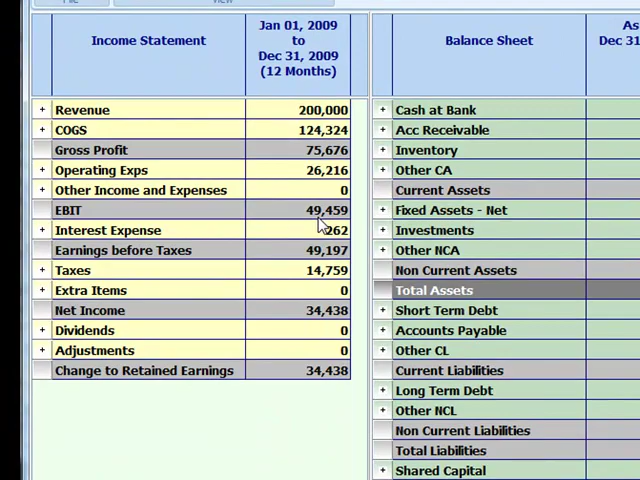 Income Statement
Jan 01, 2009
to
Dec 31, 2009
(12 Months)
Balance Sheet
As
Dec 31
+ Revenue 200,000
+ COGS 124,324
Gross Profit 75,676
+ Operating Exps 26,216
+ Other Income and Expenses 0
EBIT 49,459
+ Interest Expense 262
Earnings before Taxes 49,197
+ Taxes 14,759
+ Extra Items 0
Net Income 34,438
+ Dividends 0
+ Adjustments 0
Change to Retained Earnings 34,438
+ Cash at Bank
+ Acc Receivable
+ Inventory
+ Other CA
Current Assets
+ Fixed Assets - Net
+ Investments
+ Other NCA
Non Current Assets
Total Assets
+ Short Term Debt
+ Accounts Payable
+ Other CL
Current Liabilities
+ Long Term Debt
+ Other NCL
Non Current Liabilities
Total Liabilities
+ Shared Capital